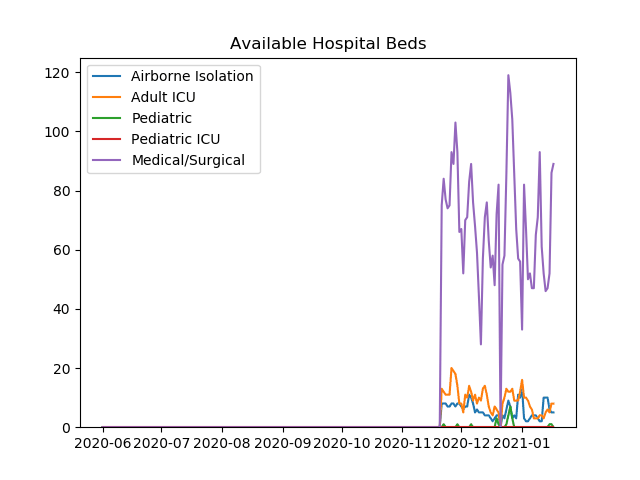 Available Hospital Beds
120
100
80
60
40
20
0
Airborne Isolation
Adult ICU
Pediatric
Pediatric ICU
Medical/Surgical
2020-06 2020-07 2020-08 2020-09 2020-10 2020-11 2020-12 2021-01